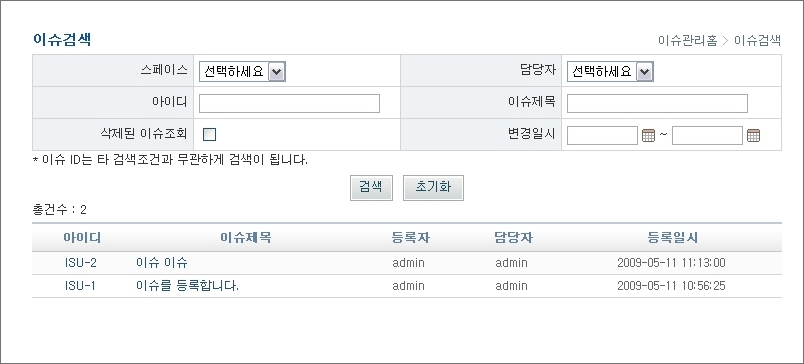 이슈검색
이슈관리홈 > 이슈검색
스페이스 선택하세요 담당자 선택하세요
아이디 이슈제목
삭제된 이슈조회 변경일시 ~
* 이슈 ID는 타 검색조건과 무관하게 검색이 됩니다.
검색 초기화
총건수 : 2
아이디 이슈제목 등록자 담당자 등록일시
ISU-2 이슈 이슈 admin admin 2009-05-11 11:13:00
ISU-1 이슈를 등록합니다. admin admin 2009-05-11 10:56:25